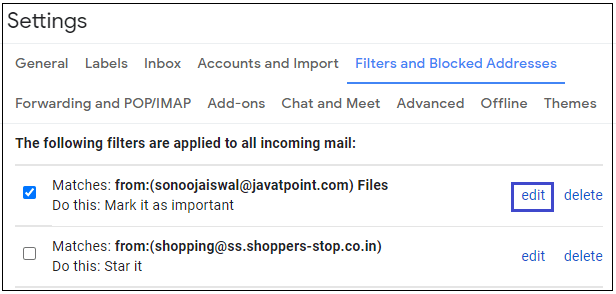 Settings
General Labels Inbox Accounts and Import Filters and Blocked Addresses
Forwarding and POP/IMAP Add-ons Chat and Meet Advanced Offline Themes
The following filters are applied to all incoming mail:
Matches: from:(sonoojaiswal@javatpoint.com) Files edit delete
Do this: Mark it as important
Matches: from:(shopping@ss.shoppers-stop.co.in) edit delete
Do this: Star it